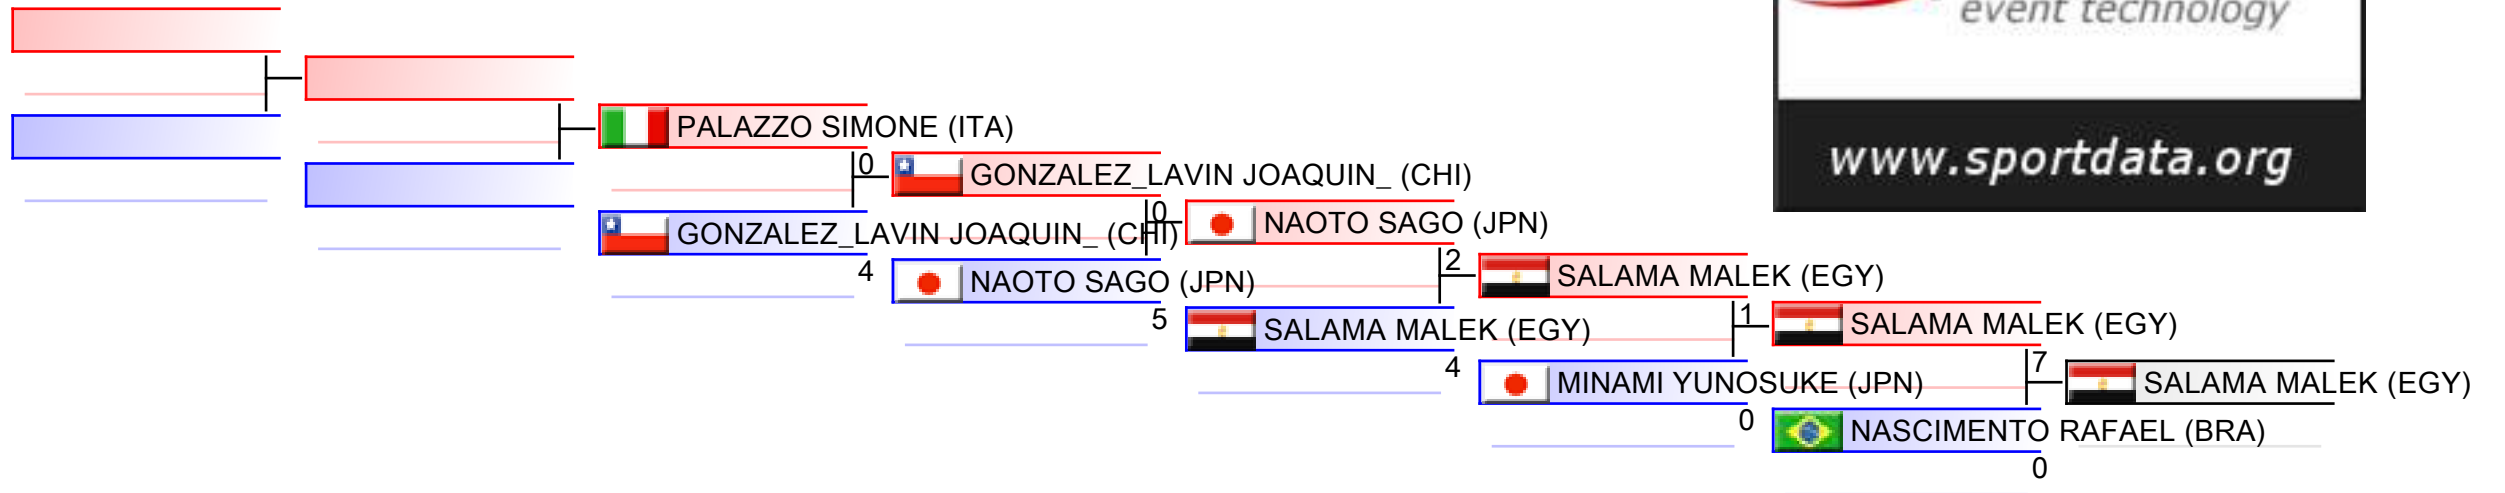 event technology
www.sportdata.org
PALAZZO SIMONE (ITA)
0
GONZALEZ_LAVIN JOAQUIN_ (CHI)
4
GONZALEZ_LAVIN JOAQUIN_ (CHI)
0
NAOTO SAGO (JPN)
5
NAOTO SAGO (JPN)
2
SALAMA MALEK (EGY)
4
SALAMA MALEK (EGY)
1
MINAMI YUNOSUKE (JPN)
0
SALAMA MALEK (EGY)
7
NASCIMENTO RAFAEL (BRA)
0
SALAMA MALEK (EGY)